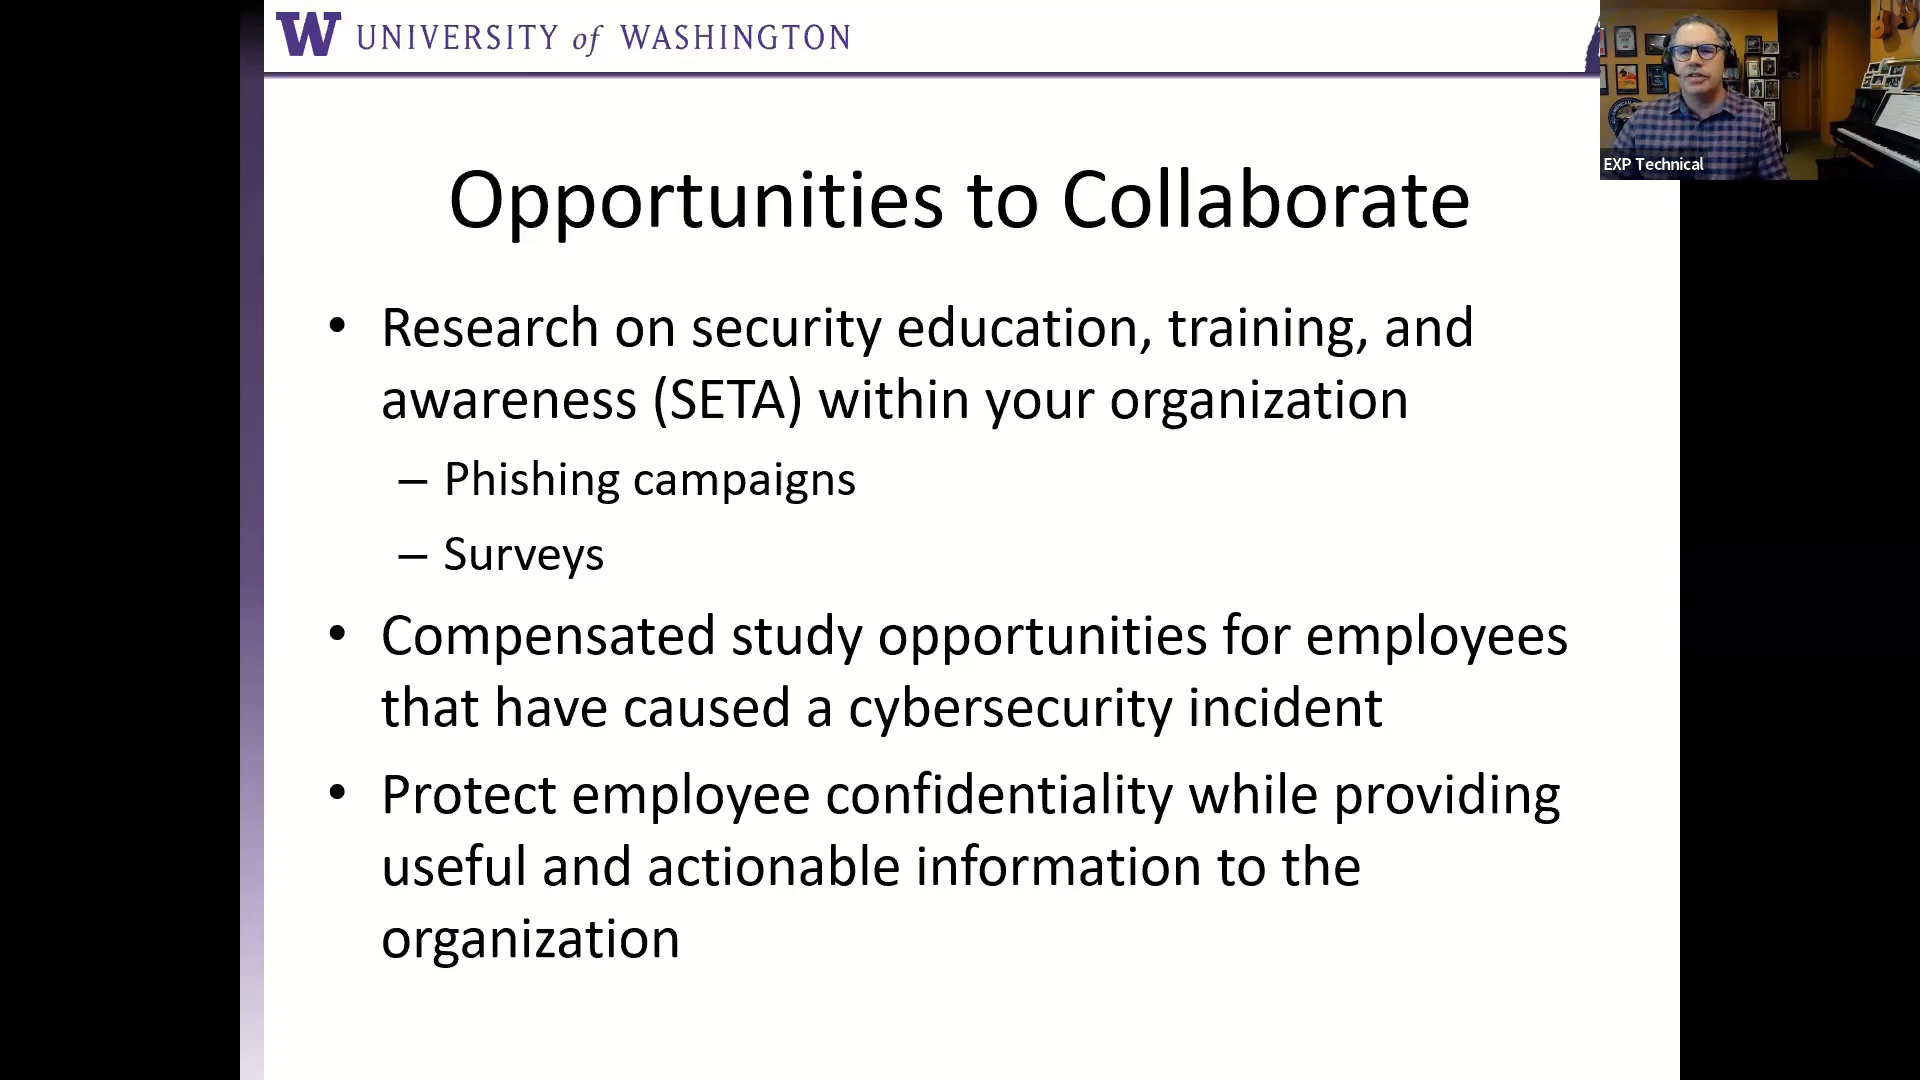 W UNIVERSITY of WASHINGTON
EXP Technical
Opportunities to Collaborate
• Research on security education, training, and
awareness (SETA) within your organization
– Phishing campaigns
– Surveys
• Compensated study opportunities for employees
that have caused a cybersecurity incident
• Protect employee confidentiality while providing
useful and actionable information to the
organization